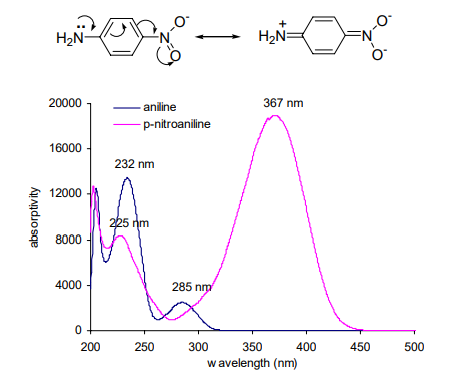 H₂N N O⁻ O
+ H₂N N O⁻ O⁻
aniline
p-nitroaniline
367 nm
232 nm
225 nm
285 nm
absorptivity
20000
16000
12000
8000
4000
0
200 250 300 350 400 450 500
w avelength (nm)